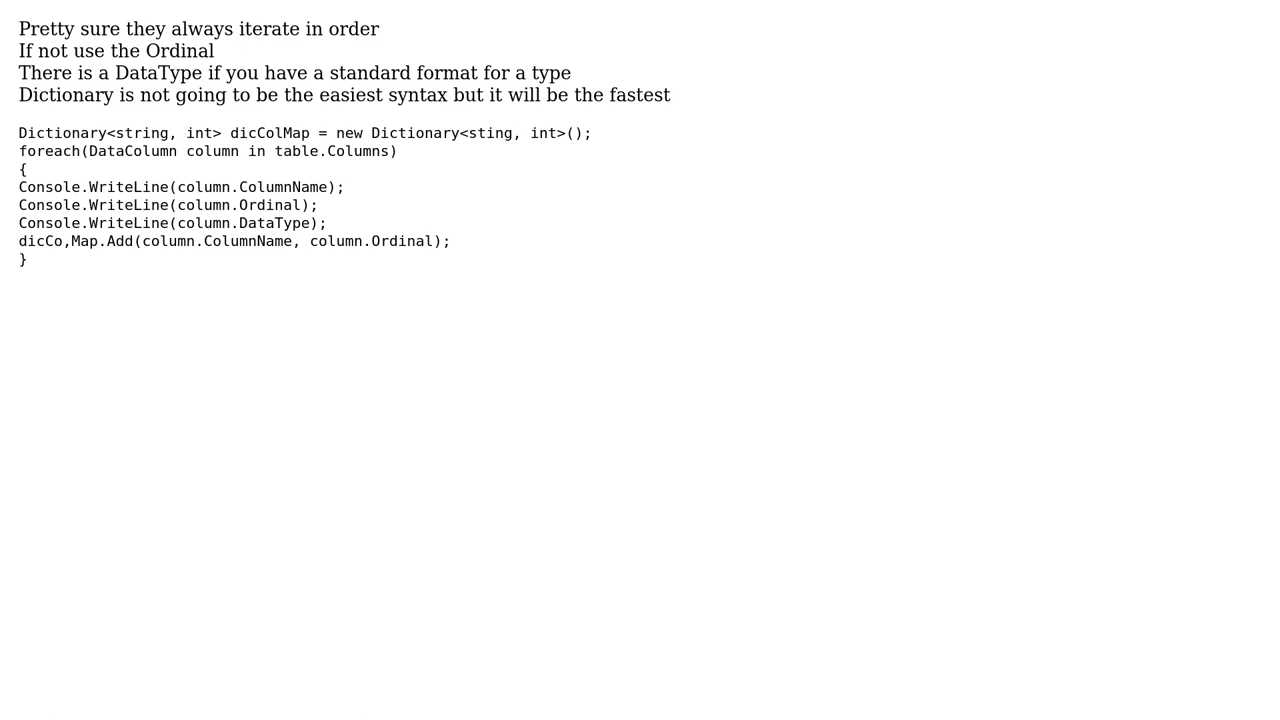 Pretty sure they always iterate in order
If not use the Ordinal
There is a DataType if you have a standard format for a type
Dictionary is not going to be the easiest syntax but it will be the fastest
Dictionary<string, int> dicColMap = new Dictionary<sting, int>();
foreach(DataColumn column in table.Columns)
{
Console.WriteLine(column.ColumnName);
Console.WriteLine(column.Ordinal);
Console.WriteLine(column.DataType);
dicCo,Map.Add(column.ColumnName, column.Ordinal);
}